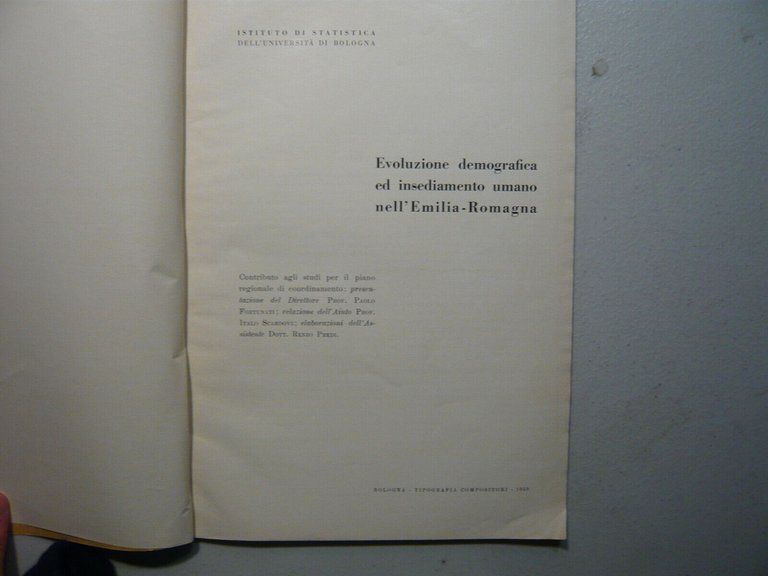 ISTITUTO DI STATISTICA
DELL'UNIVERSITÀ DI BOLOGNA
Evoluzione demografica
ed insediamento umano
nell'Emilia-Romagna
Contributo agli studi per il piano
regionale di coordinamento: presen-
tazione del Direttore PROF. PAOLO
FORTUNATI; relazione dell'Aiuto PROF.
ITALO SCARDOVI; elaborazioni dell'As-
sistente DOTT. RENZO
BOLOGNA - TIPOGRAFIA COMPOSITORI -